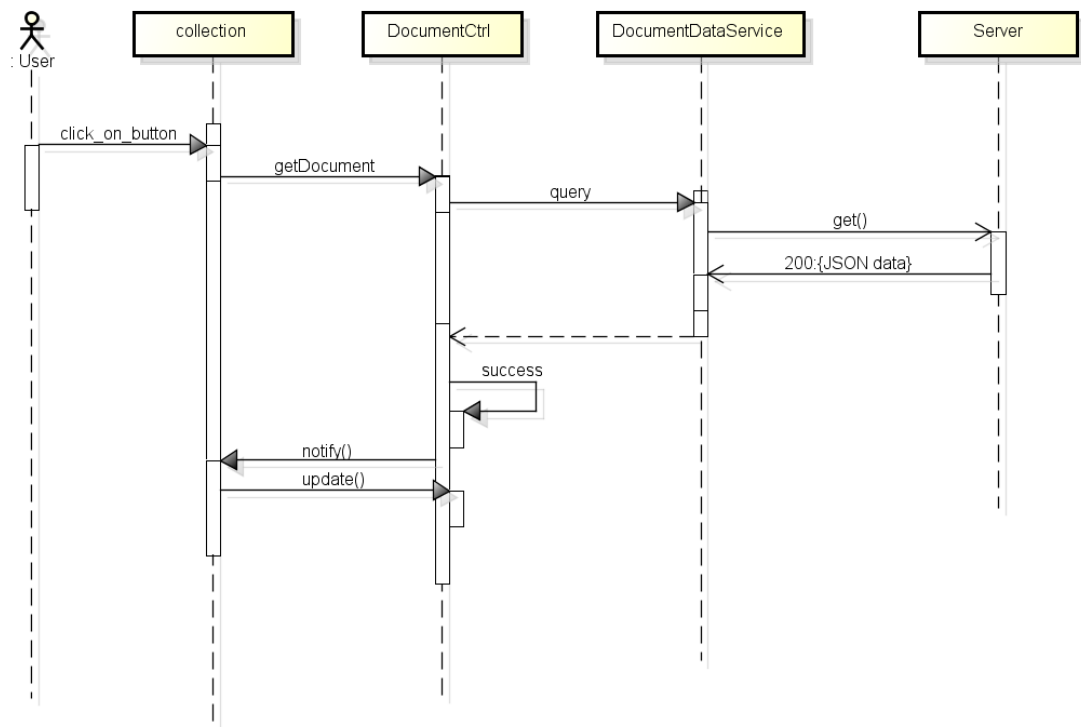 collection
DocumentCtrl
DocumentDataService
Server
: User
click_on_button
getDocument
query
get()
200:{JSON data}
success
notify()
update()